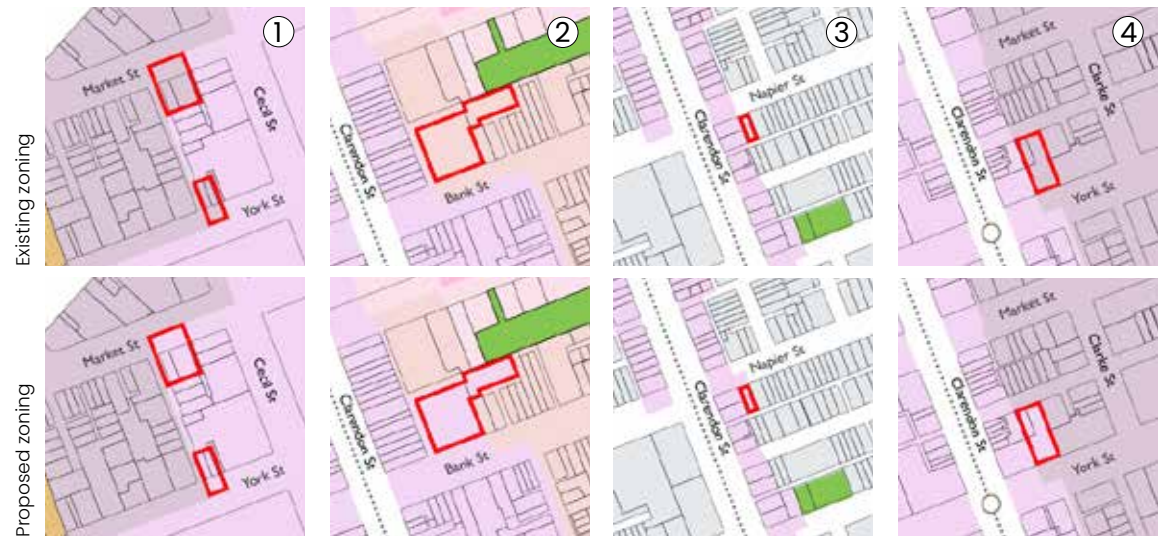 Existing zoning
1
Market St
Cecil St
York St
2
Clarendon St
Bank St
3
Napier St
Clarendon St
4
Market St
Clarke St
Clarendon St
York St
Proposed zoning
Market St
Cecil St
York St
Clarendon St
Bank St
Napier St
Clarendon St
Market St
Clarke St
Clarendon St
York St